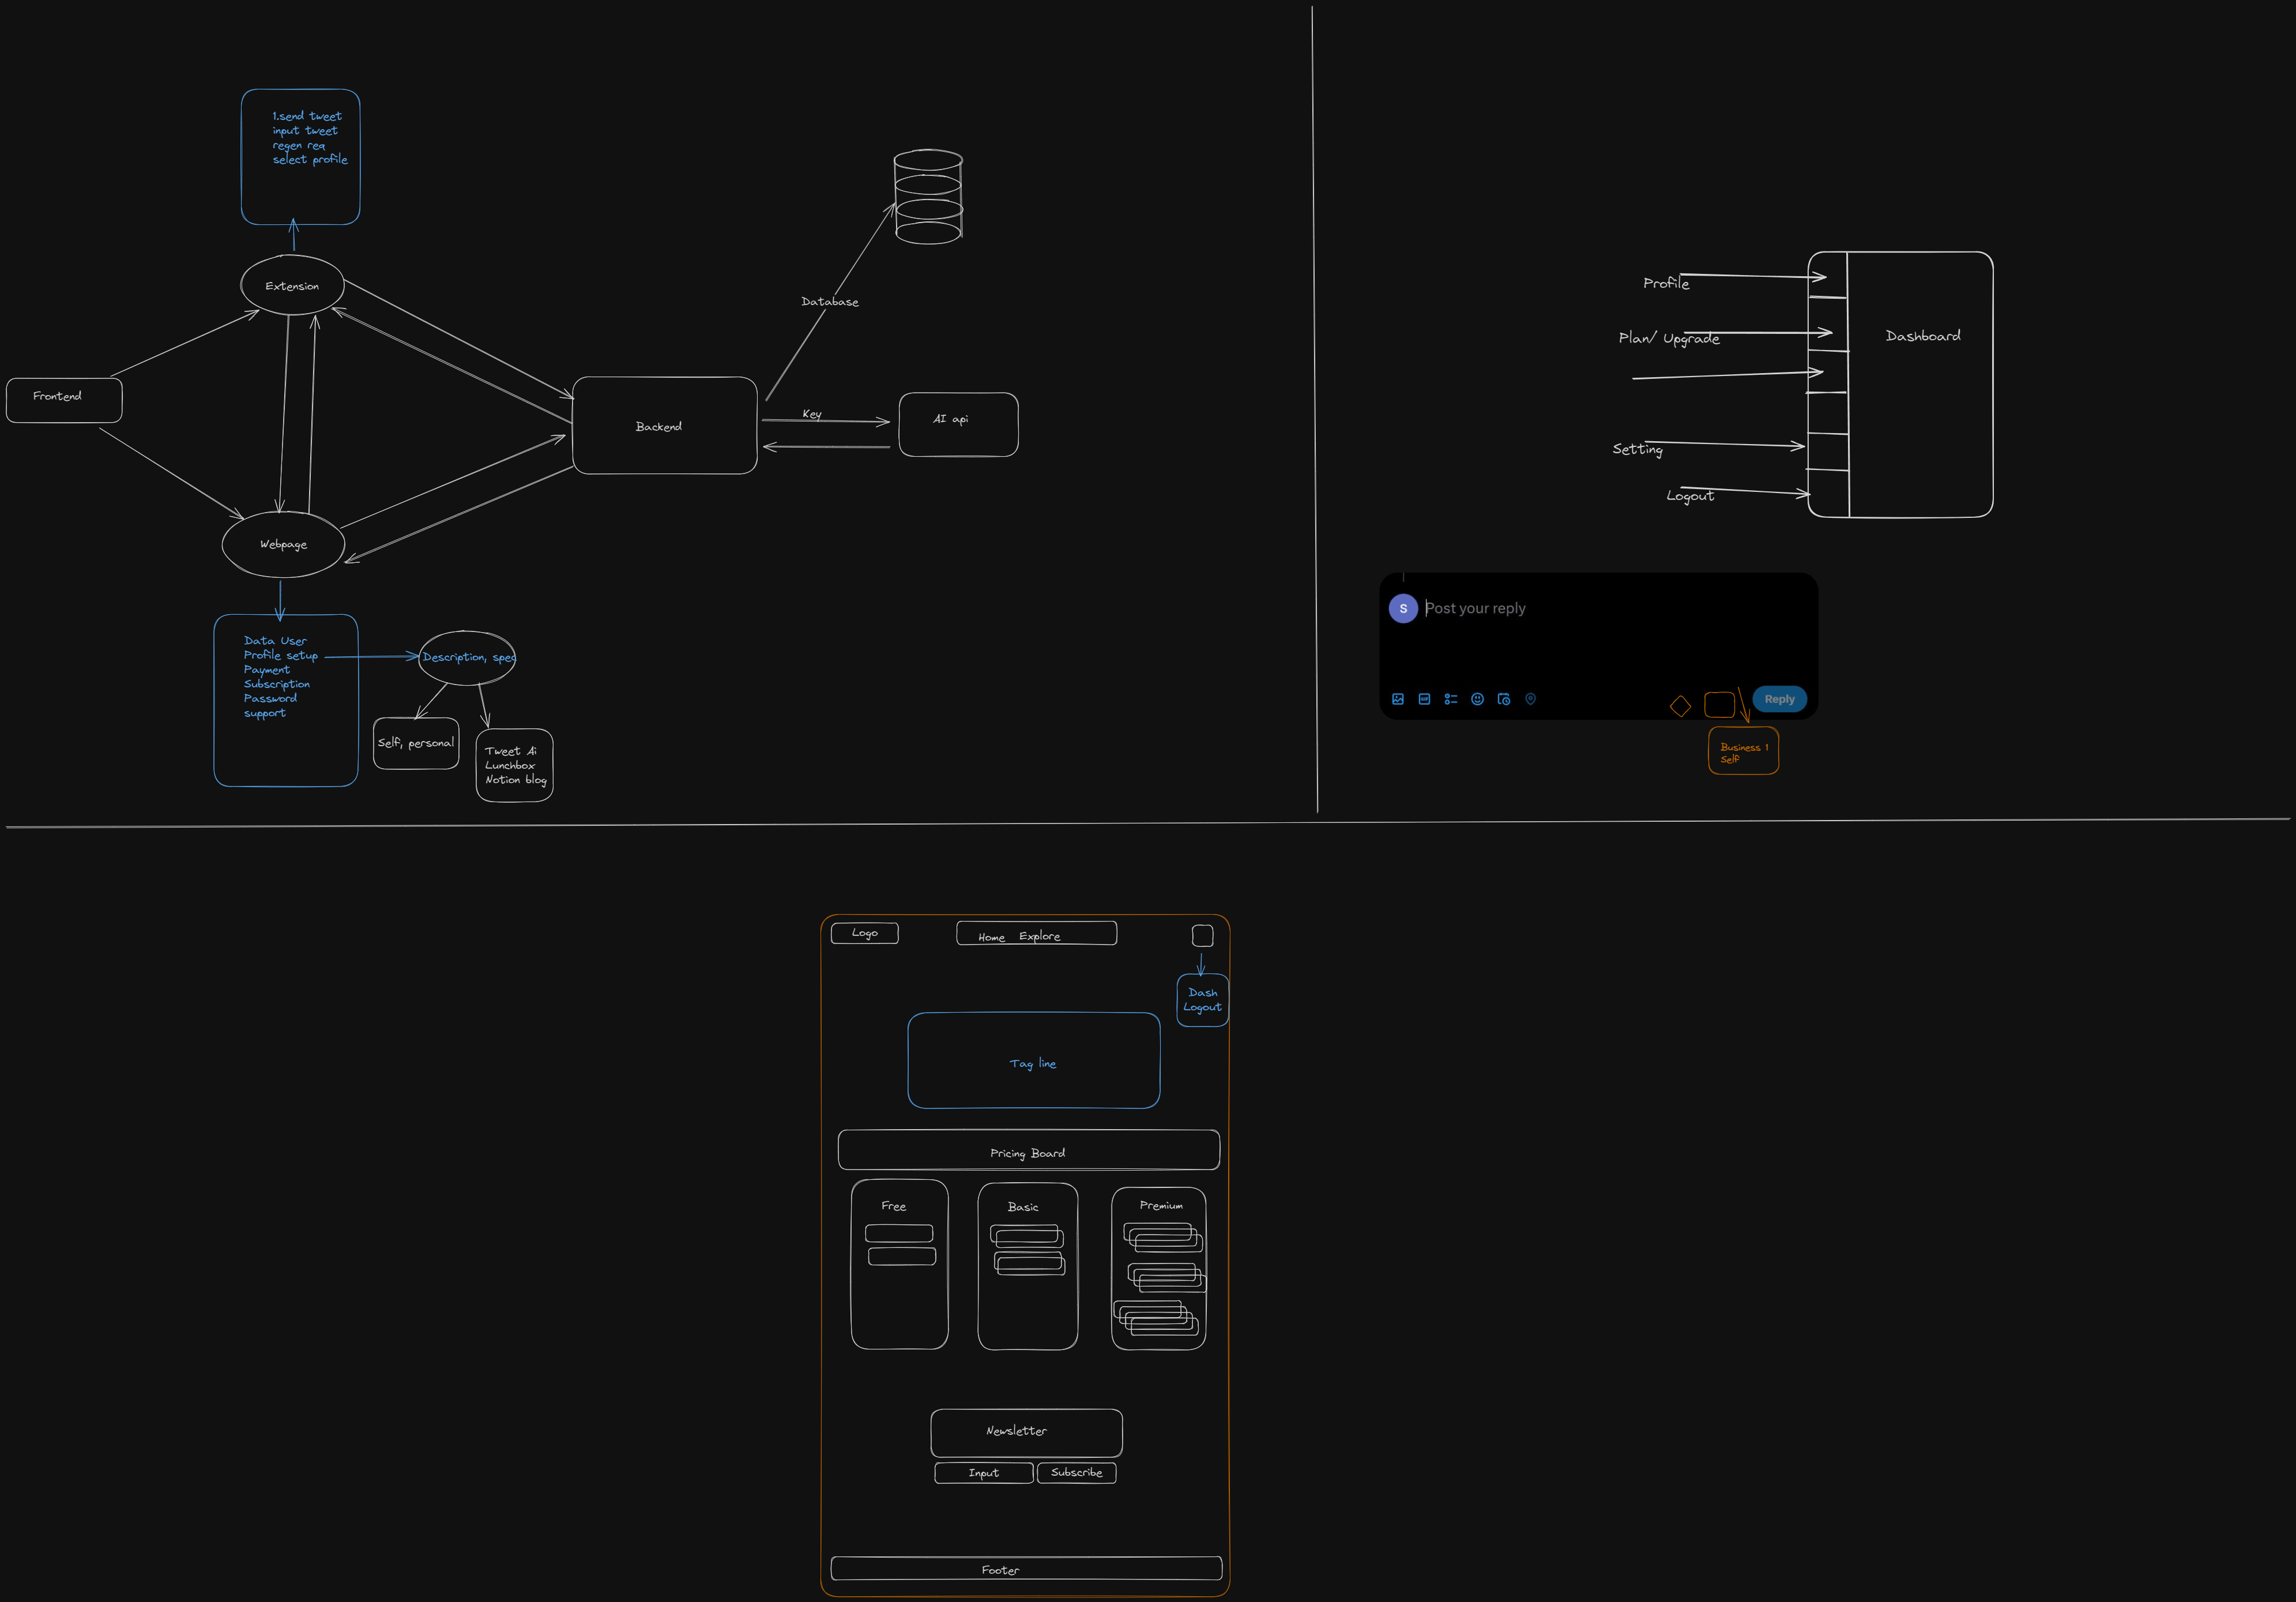 1.send tweet
input tweet
regen req
select profile
Extension
Frontend
Webpage
Backend
Database
Key
AI api
Data User
Profile setup
Payment
Subscription
Password
support
Description, spec
Self, personal
Tweet Ai
Lunchbox
Notion blog
Profile
Plan/ Upgrade
Setting
Logout
Dashboard
S
Post your reply
GIF
Reply
Business 1
Self
Logo
Home Explore
Dash
Logout
Tag line
Pricing Board
Free
Basic
Premium
Newsletter
Input
Subscribe
Footer